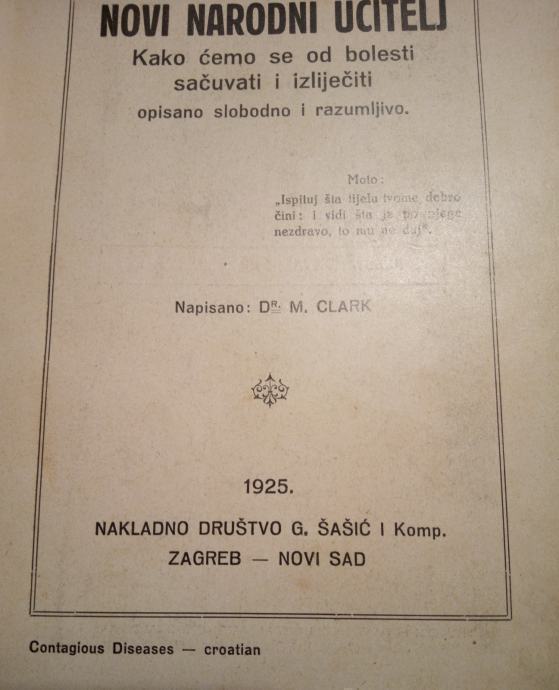 NOVI NARODNI UČITELJ
Kako ćemo se od bolesti
sačuvati i izliječiti
opisano slobodno i razumljivo.
Moto:
„Ispituj šta tijelu tvome dobro
čini: i vidi šta je po njega
nezdravo, to mu ne daj“.
Napisano: DR. M. CLARK
1925.
NAKLADNO DRUŠTVO G. ŠAŠIĆ I Komp.
ZAGREB — NOVI SAD
Contagious Diseases — croatian